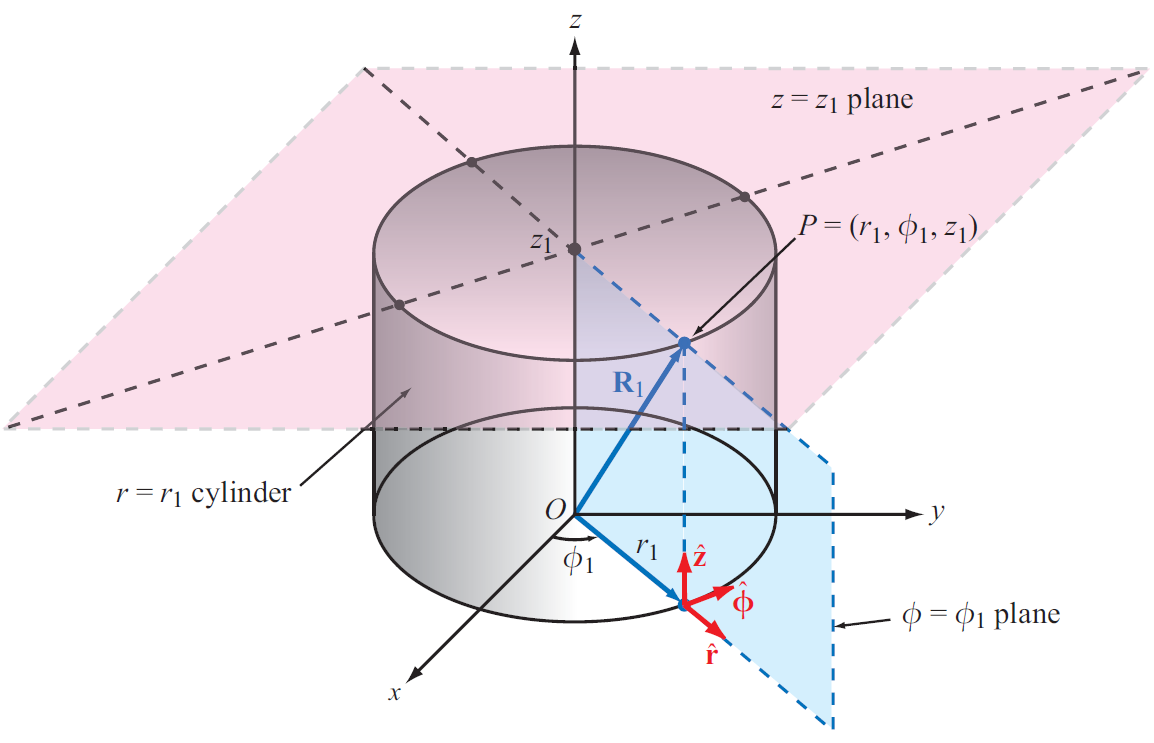 z
z = z₁ plane
P = (r₁, ϕ₁, z₁)
z₁
R₁
r = r₁ cylinder
O
y
r₁
ẑ
ϕ₁
ϕ̂
ϕ = ϕ₁ plane
r̂
x